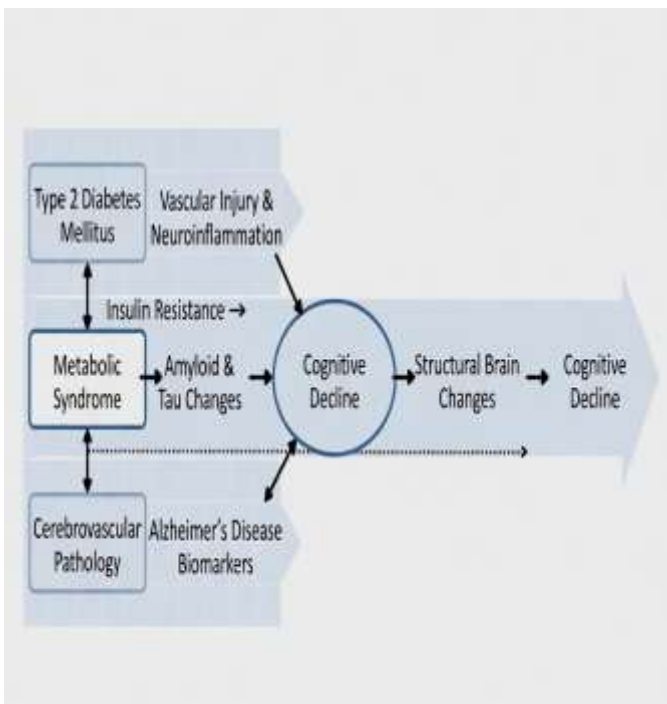 Type 2 Diabetes
Mellitus
Vascular Injury &
Neuroinflammation
Insulin Resistance →
Metabolic
Syndrome
Amyloid &
Tau Changes
Cognitive
Decline
Structural Brain
Changes
Cognitive
Decline
Cerebrovascular
Pathology
Alzheimer's Disease
Biomarkers